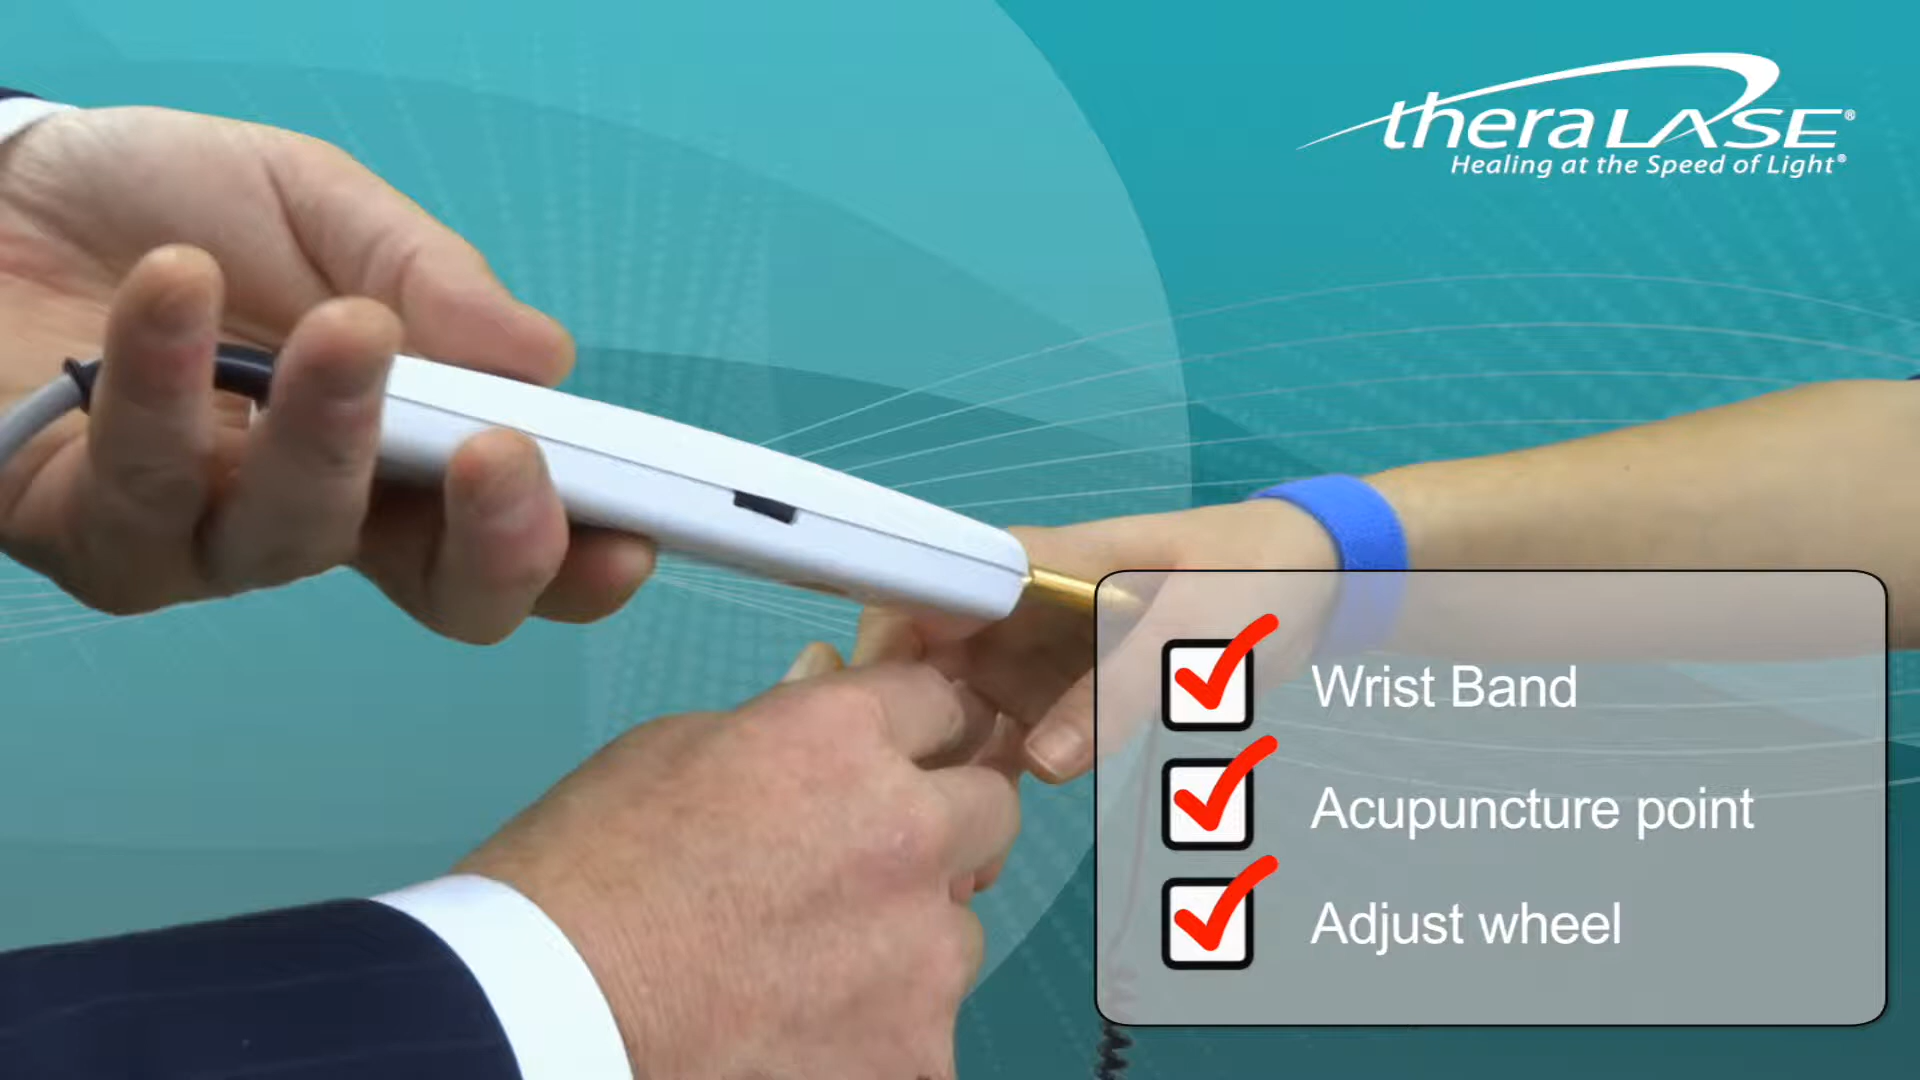 theraLASE®
Healing at the Speed of Light®
Wrist Band
Acupuncture point
Adjust wheel